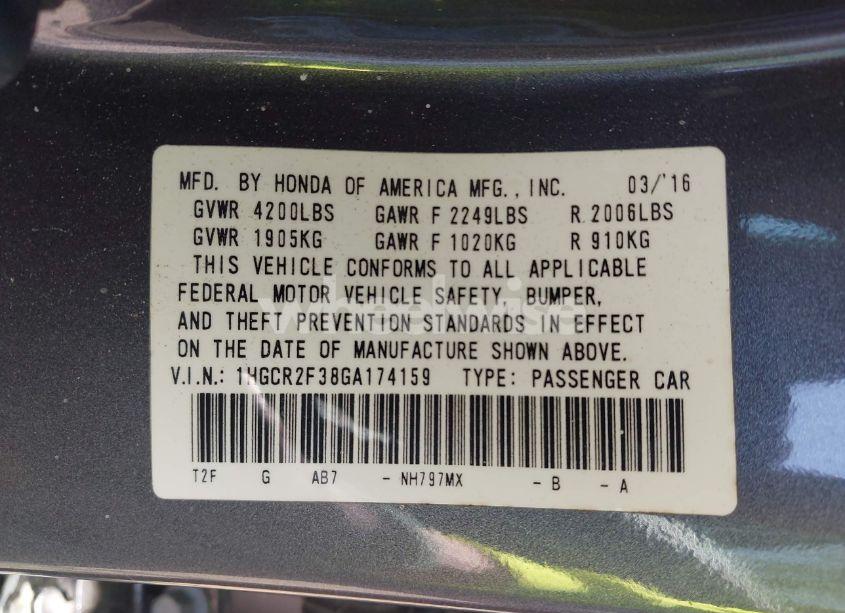 MFD. BY HONDA OF AMERICA MFG., INC. 03/'16
GVWR 4200LBS GAWR F 2249LBS R 2006LBS
GVWR 1905KG GAWR F 1020KG R 910KG
THIS VEHICLE CONFORMS TO ALL APPLICABLE
FEDERAL MOTOR VEHICLE SAFETY, BUMPER,
AND THEFT PREVENTION STANDARDS IN EFFECT
ON THE DATE OF MANUFACTURE SHOWN ABOVE.
V.I.N.: 1HGCR2F38GA174159 TYPE: PASSENGER CAR
T2F G AB7 - NH797MX - B - A